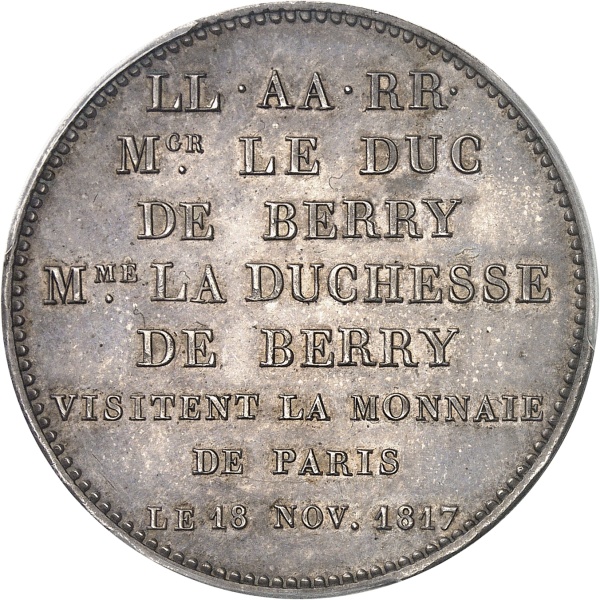 LL·AA·RR·
MGR. LE DUC
DE BERRY
MME. LA DUCHESSE
DE BERRY
VISITENT LA MONNAIE
DE PARIS
LE 18 NOV. 1817